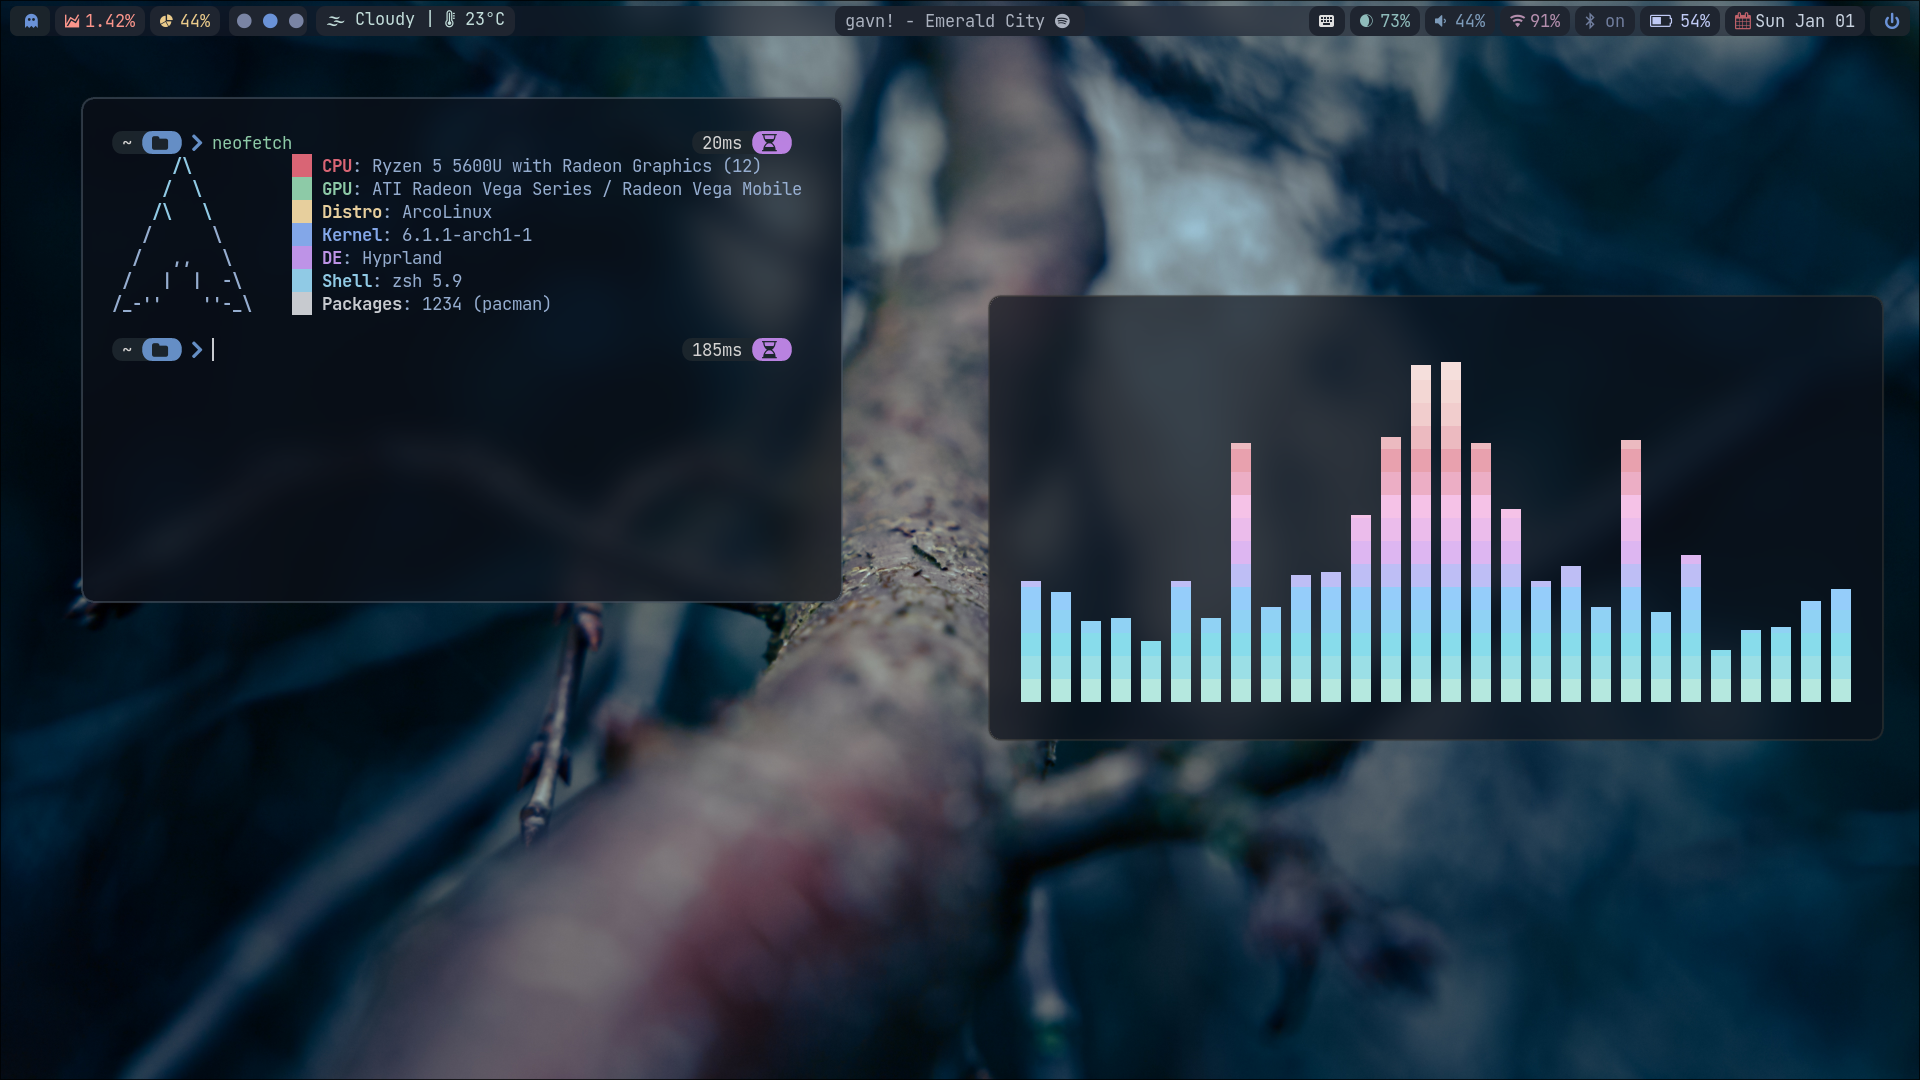 1.42% 44% Cloudy | 23°C gavn! - Emerald City 73% 44% 91% on 54% Sun Jan 01
~ neofetch 20ms
CPU: Ryzen 5 5600U with Radeon Graphics (12)
GPU: ATI Radeon Vega Series / Radeon Vega Mobile
Distro: ArcoLinux
Kernel: 6.1.1-arch1-1
DE: Hyprland
Shell: zsh 5.9
Packages: 1234 (pacman)
~ 185ms